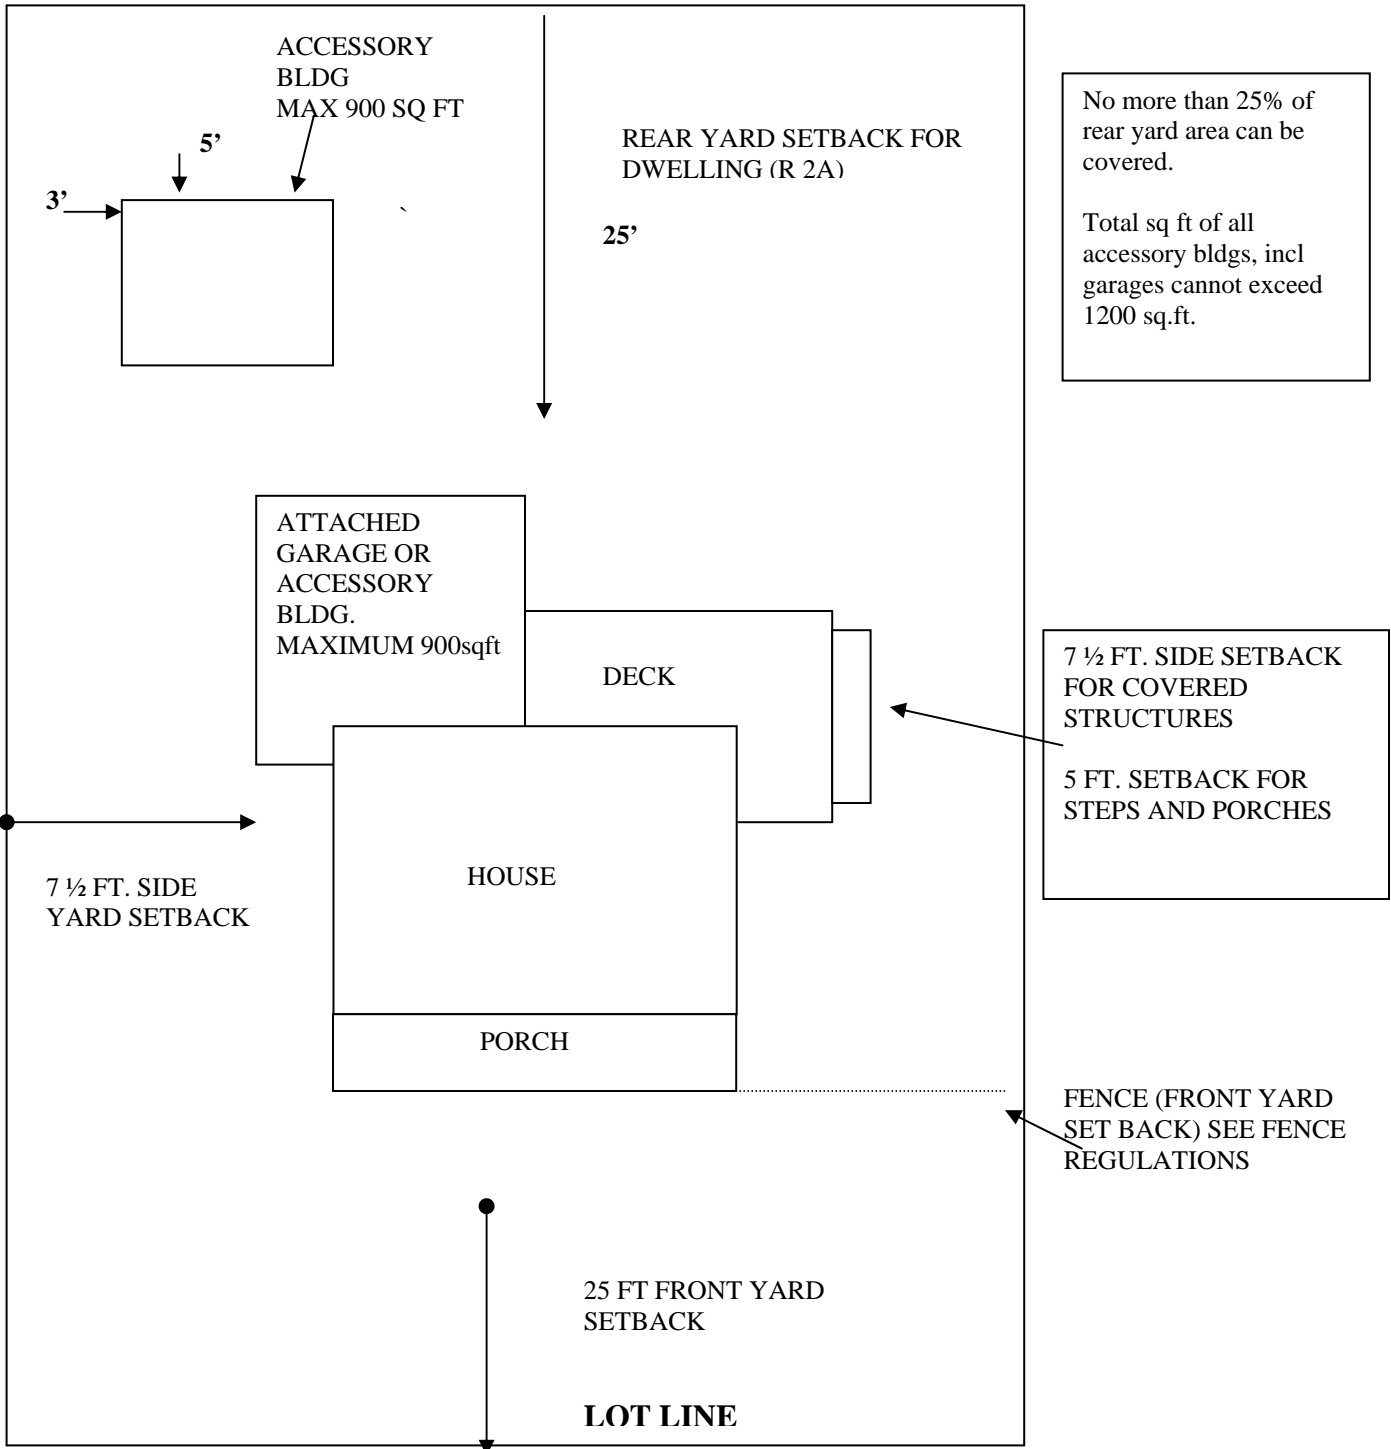 ACCESSORY
BLDG
MAX 900 SQ FT
5’
3’
`
REAR YARD SETBACK FOR
DWELLING (R 2A)
25’
No more than 25% of
rear yard area can be
covered.
Total sq ft of all
accessory bldgs, incl
garages cannot exceed
1200 sq.ft.
ATTACHED
GARAGE OR
ACCESSORY
BLDG.
MAXIMUM 900sqft
DECK
7 ½ FT. SIDE SETBACK
FOR COVERED
STRUCTURES
5 FT. SETBACK FOR
STEPS AND PORCHES
7 ½ FT. SIDE
YARD SETBACK
HOUSE
PORCH
FENCE (FRONT YARD
SET BACK) SEE FENCE
REGULATIONS
25 FT FRONT YARD
SETBACK
LOT LINE